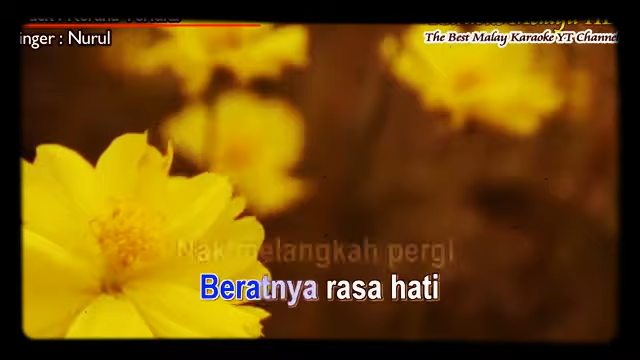 inger : Nurul
The Best Malay Karaoke YT Channel
Nak melangkah pergi
Beratnya rasa hati